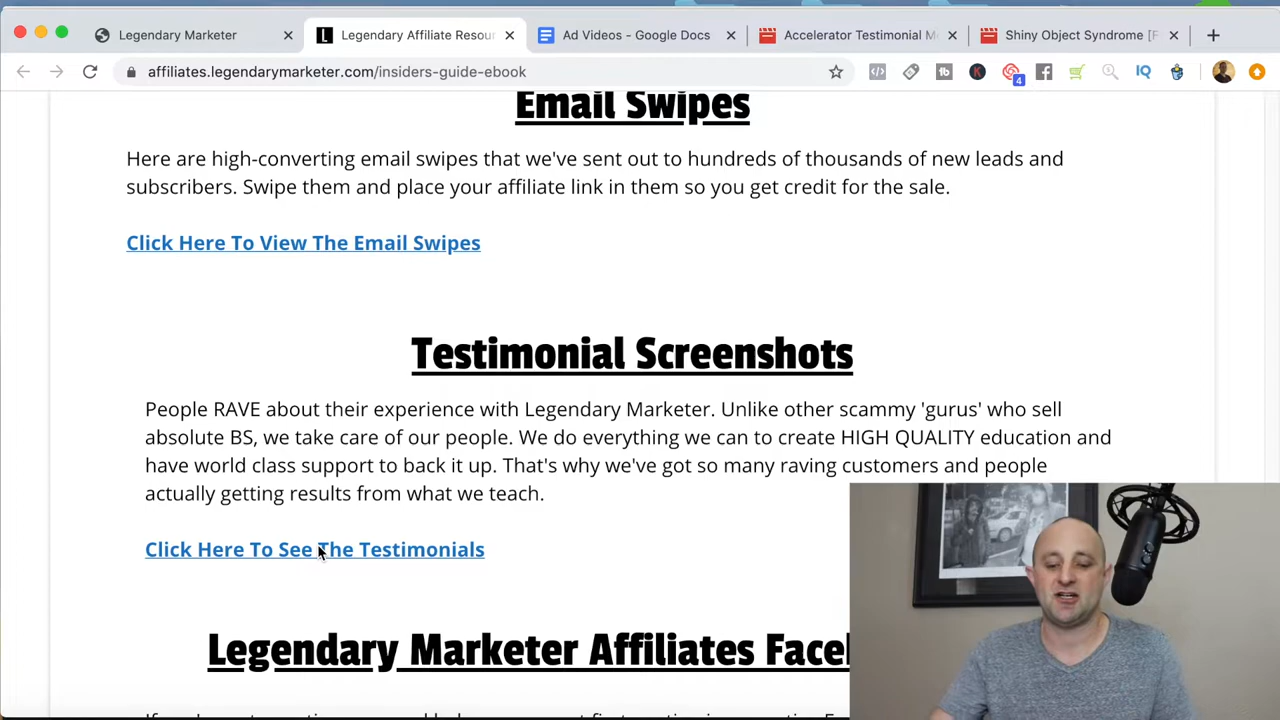 Legendary Marketer
Legendary Affiliate Resour
Ad Videos - Google Docs
Accelerator Testimonial M
Shiny Object Syndrome [F
affiliates.legendarymarketer.com/insiders-guide-ebook
4
Email Swipes
Here are high-converting email swipes that we've sent out to hundreds of thousands of new leads and
subscribers. Swipe them and place your affiliate link in them so you get credit for the sale.
Click Here To View The Email Swipes
Testimonial Screenshots
People RAVE about their experience with Legendary Marketer. Unlike other scammy 'gurus' who sell
absolute BS, we take care of our people. We do everything we can to create HIGH QUALITY education and
have world class support to back it up. That's why we've got so many raving customers and people
actually getting results from what we teach.
Click Here To See The Testimonials
Legendary Marketer Affiliates Face